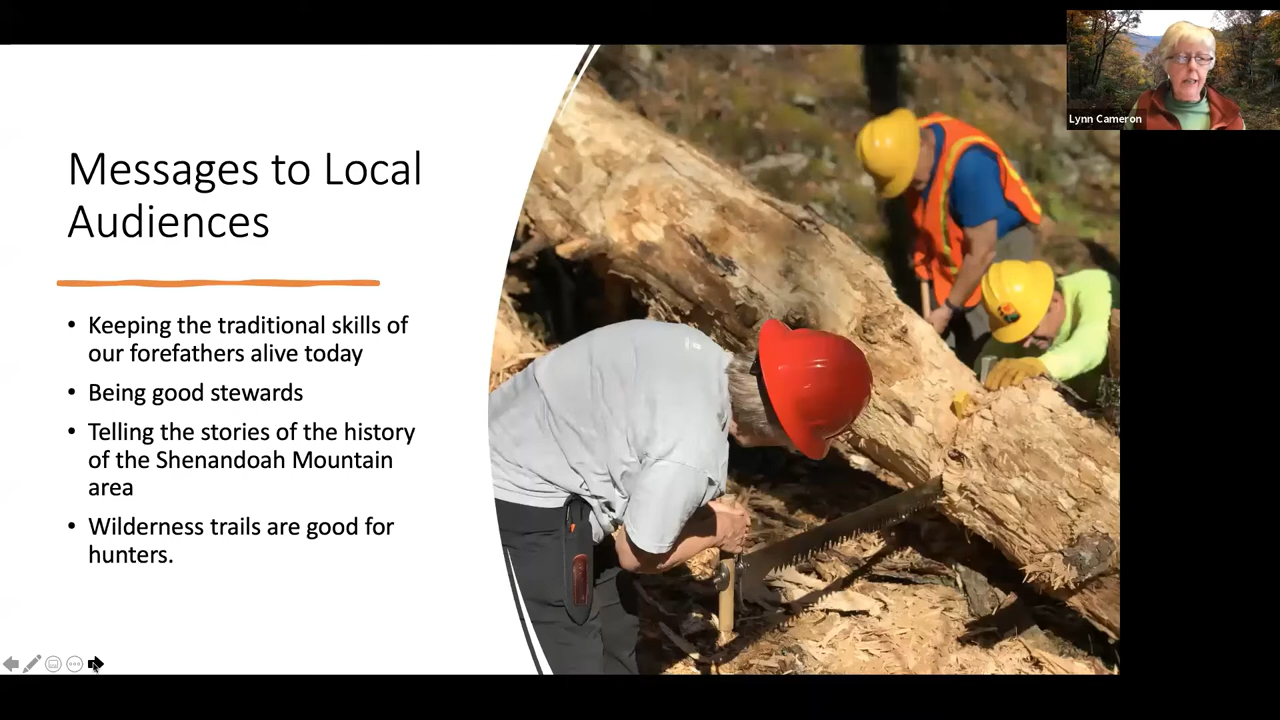 Messages to Local
Audiences
• Keeping the traditional skills of
our forefathers alive today
• Being good stewards
• Telling the stories of the history
of the Shenandoah Mountain
area
• Wilderness trails are good for
hunters.
Lynn Cameron